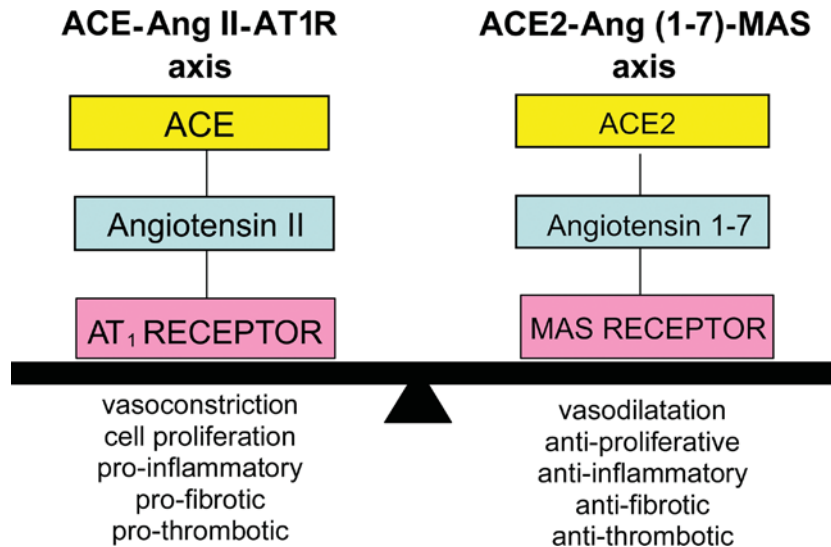 ACE-Ang II-AT1R
axis
ACE
Angiotensin II
AT₁ RECEPTOR
vasoconstriction
cell proliferation
pro-inflammatory
pro-fibrotic
pro-thrombotic
ACE2-Ang (1-7)-MAS
axis
ACE2
Angiotensin 1-7
MAS RECEPTOR
vasodilatation
anti-proliferative
anti-inflammatory
anti-fibrotic
anti-thrombotic